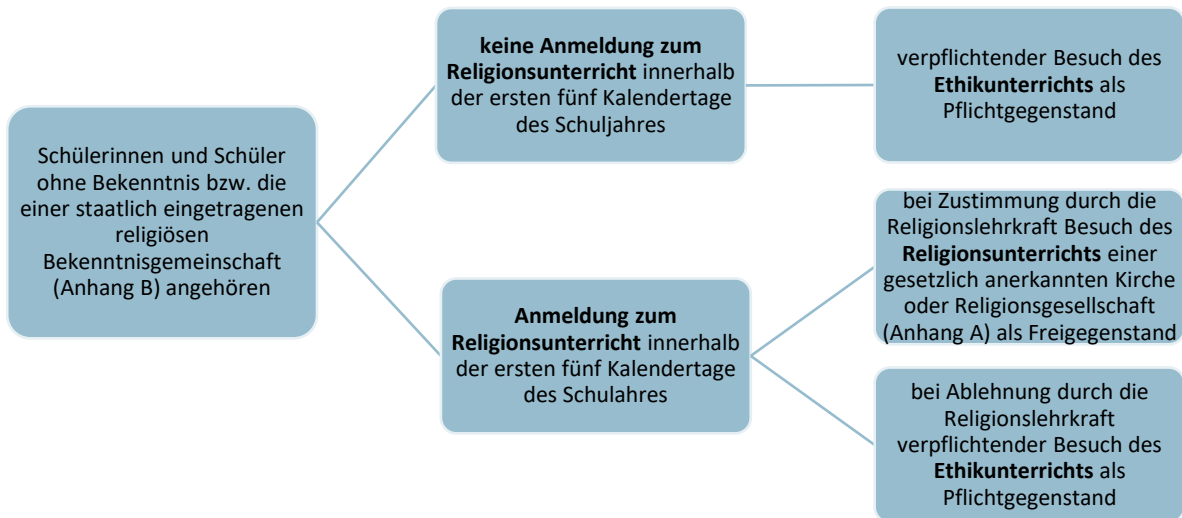 Schülerinnen und Schüler
ohne Bekenntnis bzw. die
einer staatlich eingetragenen
religiösen
Bekenntnisgemeinschaft
(Anhang B) angehören
keine Anmeldung zum
Religionsunterricht innerhalb
der ersten fünf Kalendertage
des Schuljahres
verpflichtender Besuch des
Ethikunterrichts als
Pflichtgegenstand
Anmeldung zum
Religionsunterricht innerhalb
der ersten fünf Kalendertage
des Schulahres
bei Zustimmung durch die
Religionslehrkraft Besuch des
Religionsunterrichts einer
gesetzlich anerkannten Kirche
oder Religionsgesellschaft
(Anhang A) als Freigegenstand
bei Ablehnung durch die
Religionslehrkraft
verpflichtender Besuch des
Ethikunterrichts als
Pflichtgegenstand